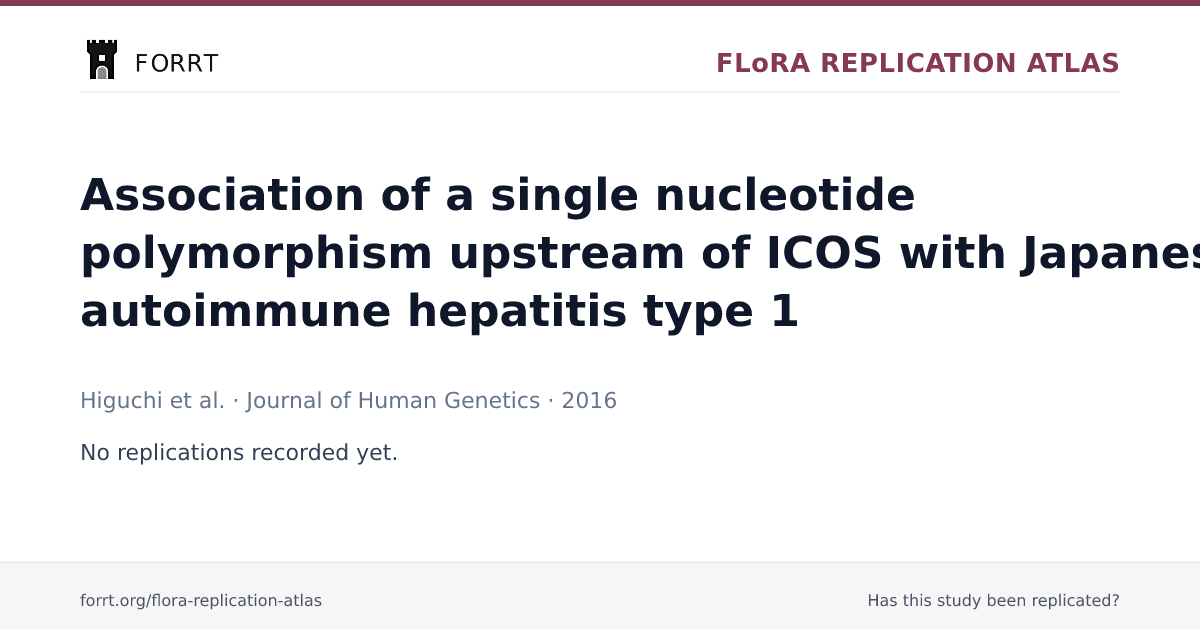 FORRT
FLoRA REPLICATION ATLAS
Association of a single nucleotide
polymorphism upstream of ICOS with Japanes
autoimmune hepatitis type 1
Higuchi et al. · Journal of Human Genetics · 2016
No replications recorded yet.
forrt.org/flora-replication-atlas
Has this study been replicated?